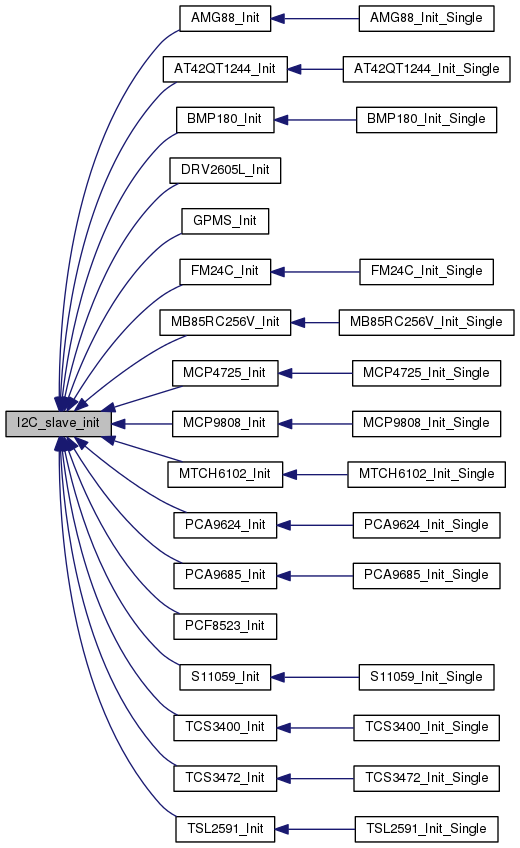 AMG88_Init
AMG88_Init_Single
AT42QT1244_Init
AT42QT1244_Init_Single
BMP180_Init
BMP180_Init_Single
DRV2605L_Init
GPMS_Init
FM24C_Init
FM24C_Init_Single
MB85RC256V_Init
MB85RC256V_Init_Single
MCP4725_Init
MCP4725_Init_Single
I2C_slave_init
MCP9808_Init
MCP9808_Init_Single
MTCH6102_Init
MTCH6102_Init_Single
PCA9624_Init
PCA9624_Init_Single
PCA9685_Init
PCA9685_Init_Single
PCF8523_Init
S11059_Init
S11059_Init_Single
TCS3400_Init
TCS3400_Init_Single
TCS3472_Init
TCS3472_Init_Single
TSL2591_Init
TSL2591_Init_Single